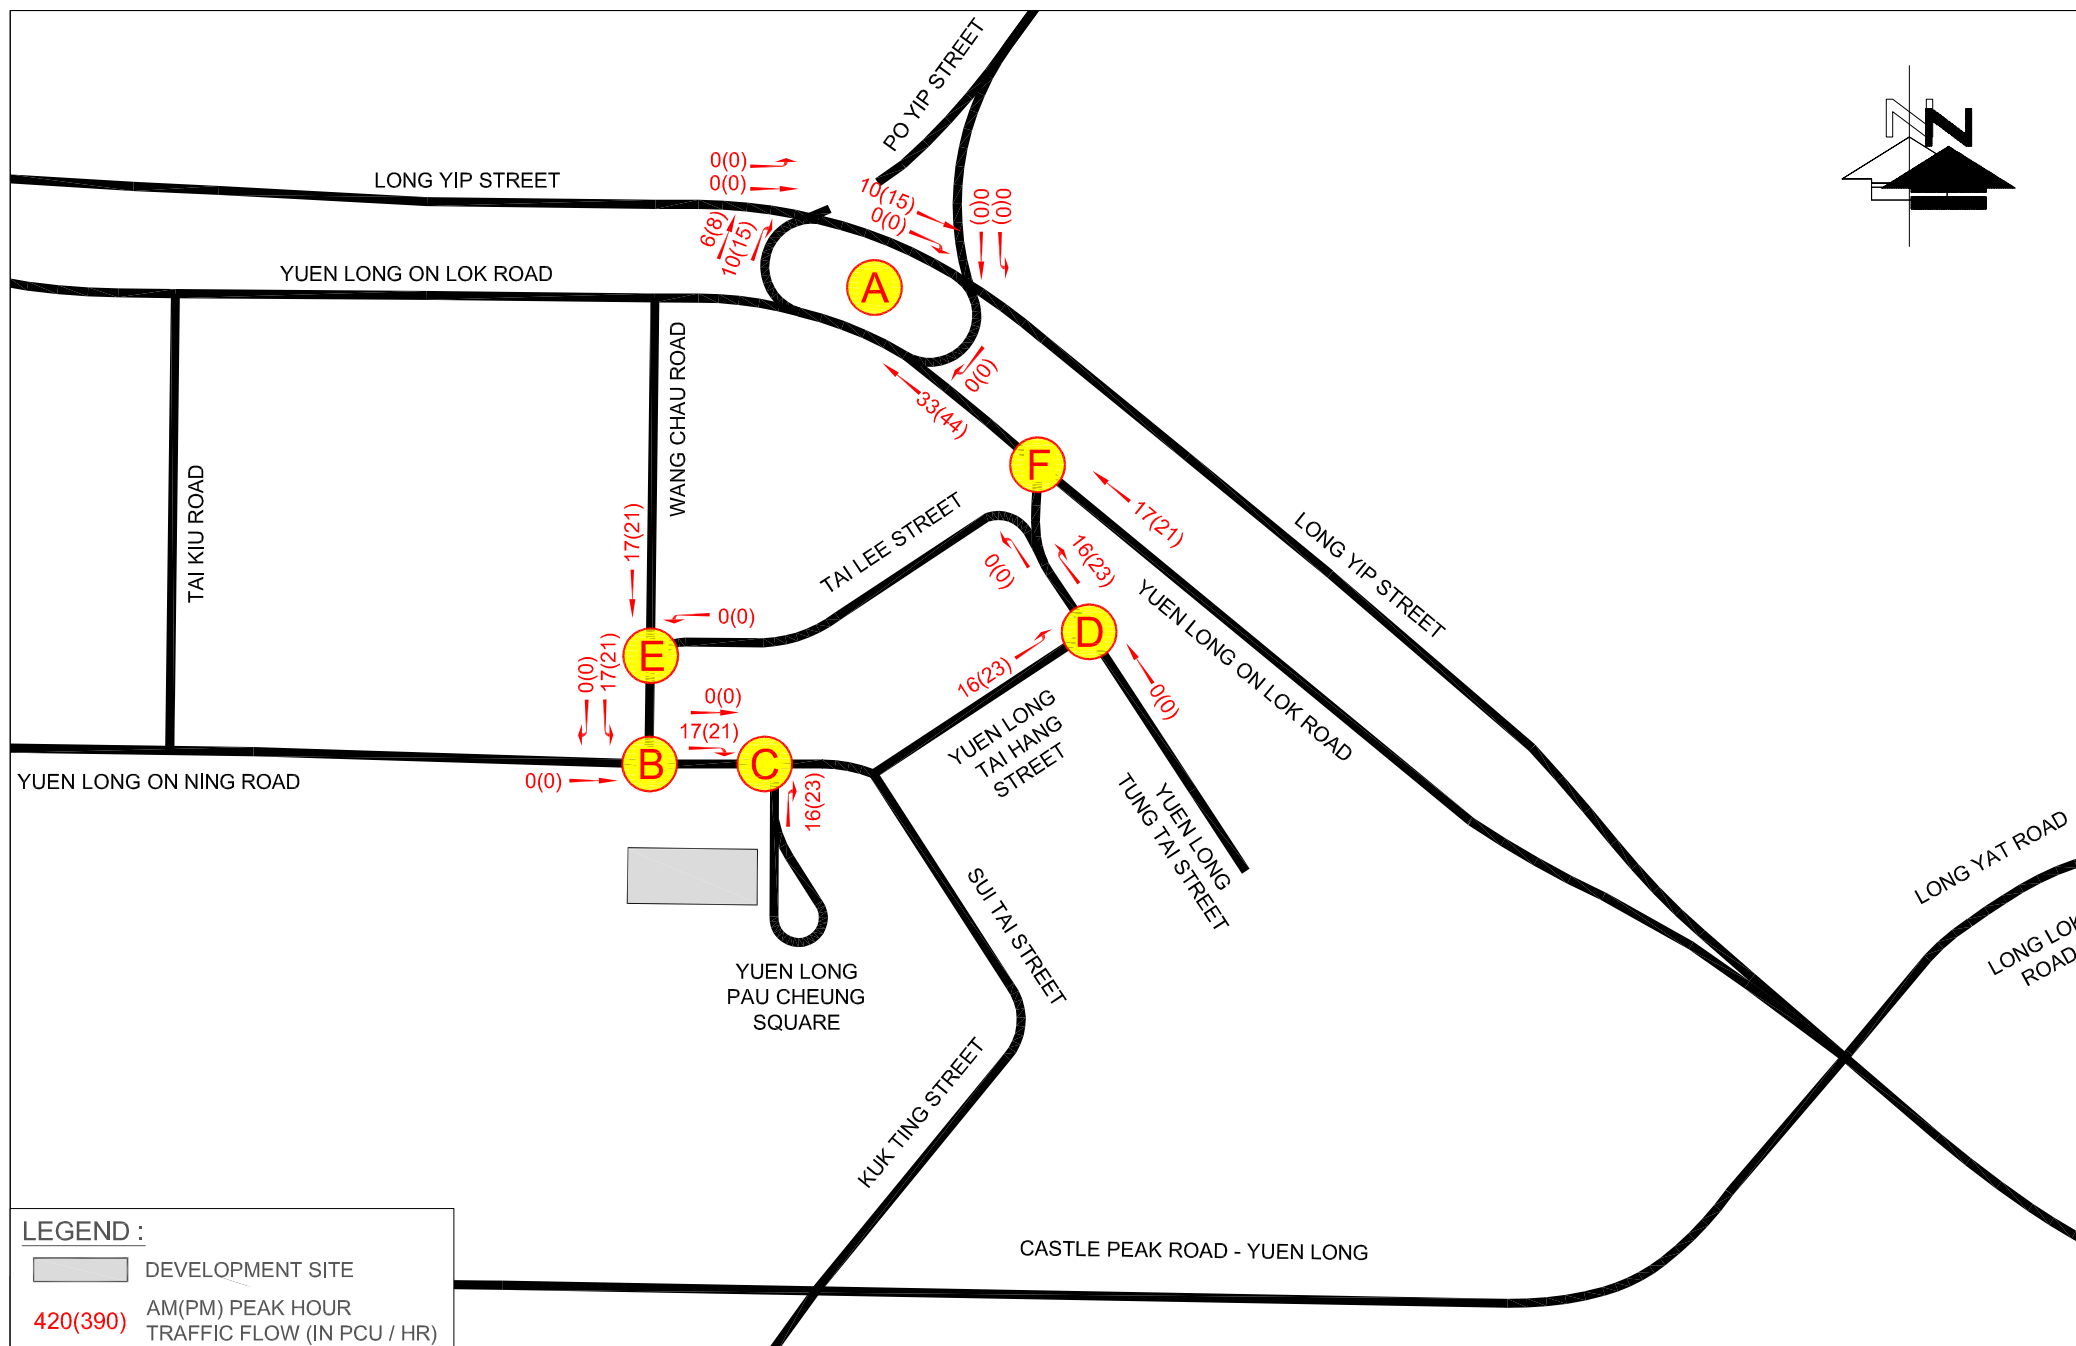 PO YIP STREET
N
0(0)
0(0)
LONG YIP STREET
10(15)
0(0)
0(0)
0(0)
6(8)
10(15)
YUEN LONG ON LOK ROAD
A
0(0)
33(44)
WANG CHAU ROAD
TAI KIU ROAD
F
17(21)
17(21)
TAI LEE STREET
0(0)
16(23)
LONG YIP STREET
YUEN LONG ON LOK ROAD
0(0)
E
D
0(0)
17(21)
16(23)
0(0)
0(0)
17(21)
B
C
0(0)
YUEN LONG ON NING ROAD
16(23)
YUEN LONG
TAI HANG
STREET
YUEN LONG
TUNG TAI STREET
SUI TAI STREET
LONG YAT ROAD
LONG LOK
ROAD
YUEN LONG
PAU CHEUNG
SQUARE
KUK TING STREET
CASTLE PEAK ROAD - YUEN LONG
LEGEND :
DEVELOPMENT SITE
420(390)
AM(PM) PEAK HOUR
TRAFFIC FLOW (IN PCU / HR)